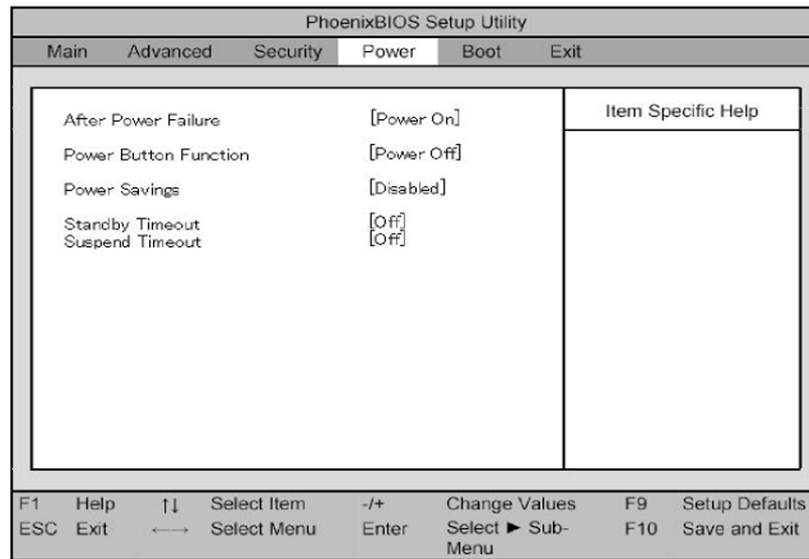 PhoenixBIOS Setup Utility
Main Advanced Security Power Boot Exit
After Power Failure [Power On]
Power Button Function [Power Off]
Power Savings [Disabled]
Standby Timeout [Off]
Suspend Timeout [Off]
Item Specific Help
F1 Help ↑↓ Select Item -/+ Change Values F9 Setup Defaults
ESC Exit ←→ Select Menu Enter Select ► Sub-
Menu F10 Save and Exit